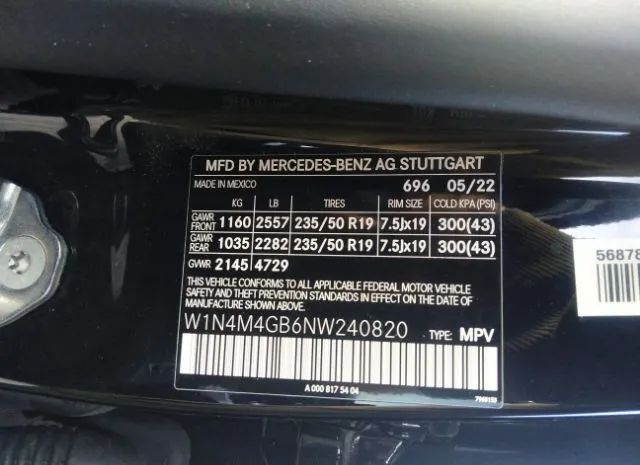 MFD BY MERCEDES-BENZ AG STUTTGART
MADE IN MEXICO 696 05/22
KG LB TIRES RIM SIZE COLD KPA (PSI)
GAWR FRONT 1160 2557 235/50 R19 7.5Jx19 300(43)
GAWR REAR 1035 2282 235/50 R19 7.5Jx19 300(43)
GVWR 2145 4729
THIS VEHICLE CONFORMS TO ALL APPLICABLE FEDERAL MOTOR VEHICLE
SAFETY AND THEFT PREVENTION STANDARDS IN EFFECT ON THE DATE OF
MANUFACTURE SHOWN ABOVE.
W1N4M4GB6NW240820 TYPE: MPV
A 000 817 54 04
5687